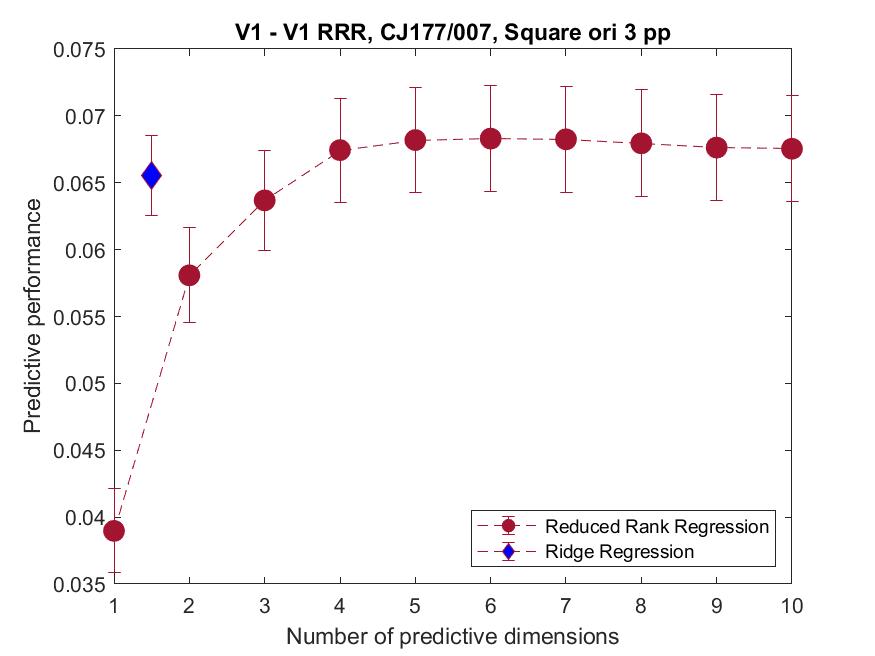 V1 - V1 RRR, CJ177/007, Square ori 3 pp
0.075
0.07
0.065
0.06
0.055
0.05
0.045
0.04
0.035
Predictive performance
1 2 3 4 5 6 7 8 9 10
Number of predictive dimensions
Reduced Rank Regression
Ridge Regression